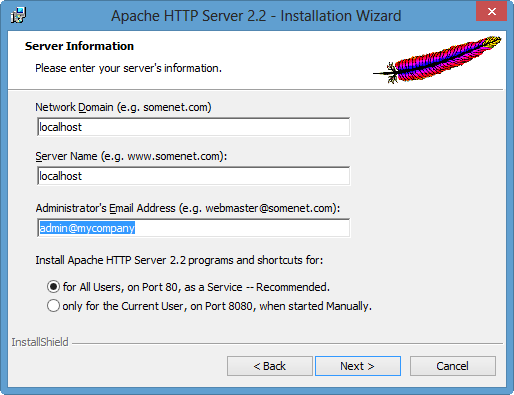 Apache HTTP Server 2.2 - Installation Wizard
Server Information
Please enter your server's information.
Network Domain (e.g. somenet.com)
localhost
Server Name (e.g. www.somenet.com):
localhost
Administrator's Email Address (e.g. webmaster@somenet.com):
admin@mycompany
Install Apache HTTP Server 2.2 programs and shortcuts for:
for All Users, on Port 80, as a Service -- Recommended.
only for the Current User, on Port 8080, when started Manually.
InstallShield
< Back Next > Cancel